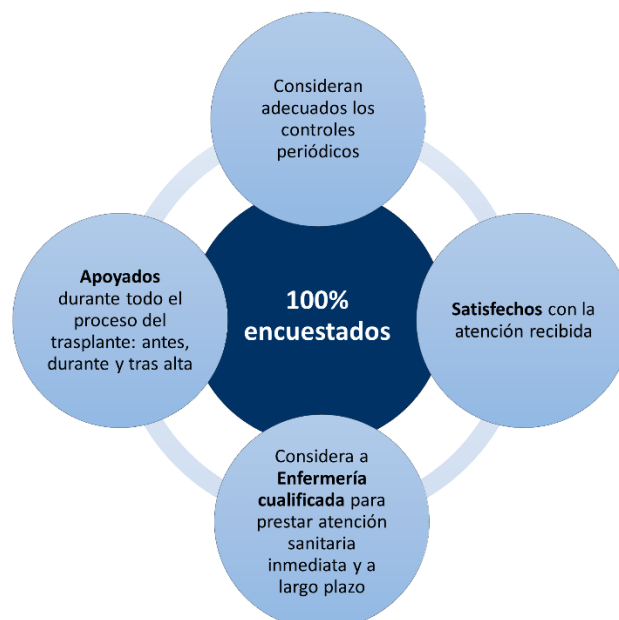 Consideran
adecuados los
controles
periódicos
Apoyados
durante todo el
proceso del
trasplante: antes,
durante y tras alta
100%
encuestados
Satisfechos con la
atención recibida
Considera a
Enfermería
cualificada para
prestar atención
sanitaria
inmediata y a
largo plazo